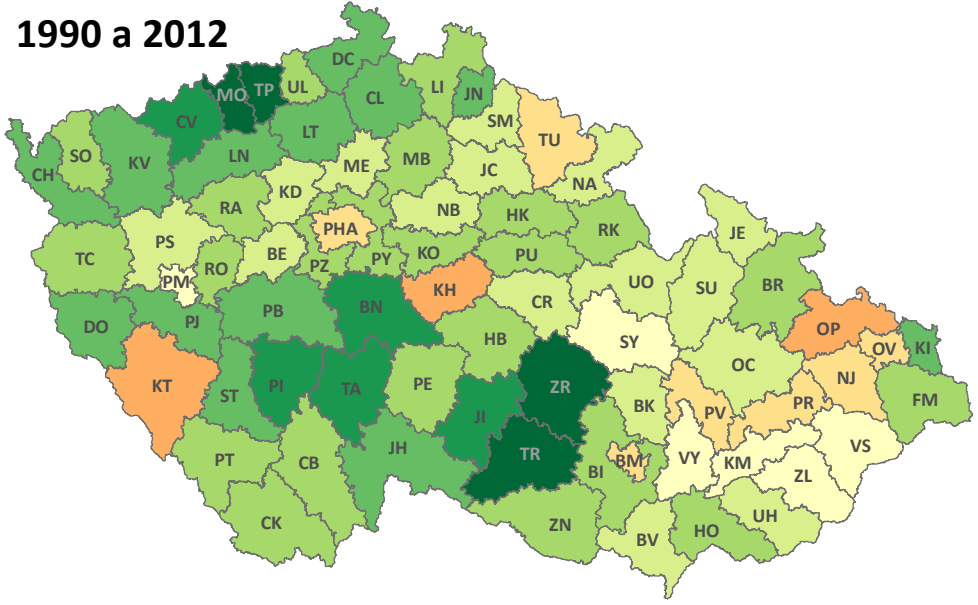 1990 a 2012
DC
MO
TP
UL
LI
JN
CL
CV
SM
TU
LT
SO
KV
LN
ME
MB
CH
JC
NA
KD
RA
NB
HK
RK
PHA
JE
PS
BE
KO
PU
TC
RO
PZ
PY
PM
UO
SU
BR
KH
CR
PB
BN
DO
PJ
OP
HB
SY
OV
KI
OC
KT
ST
PI
TA
PE
ZR
NJ
FM
JI
BK
PV
PR
JH
TR
VS
PT
CB
BI
BM
VY
KM
ZL
CK
ZN
UH
BV
HO